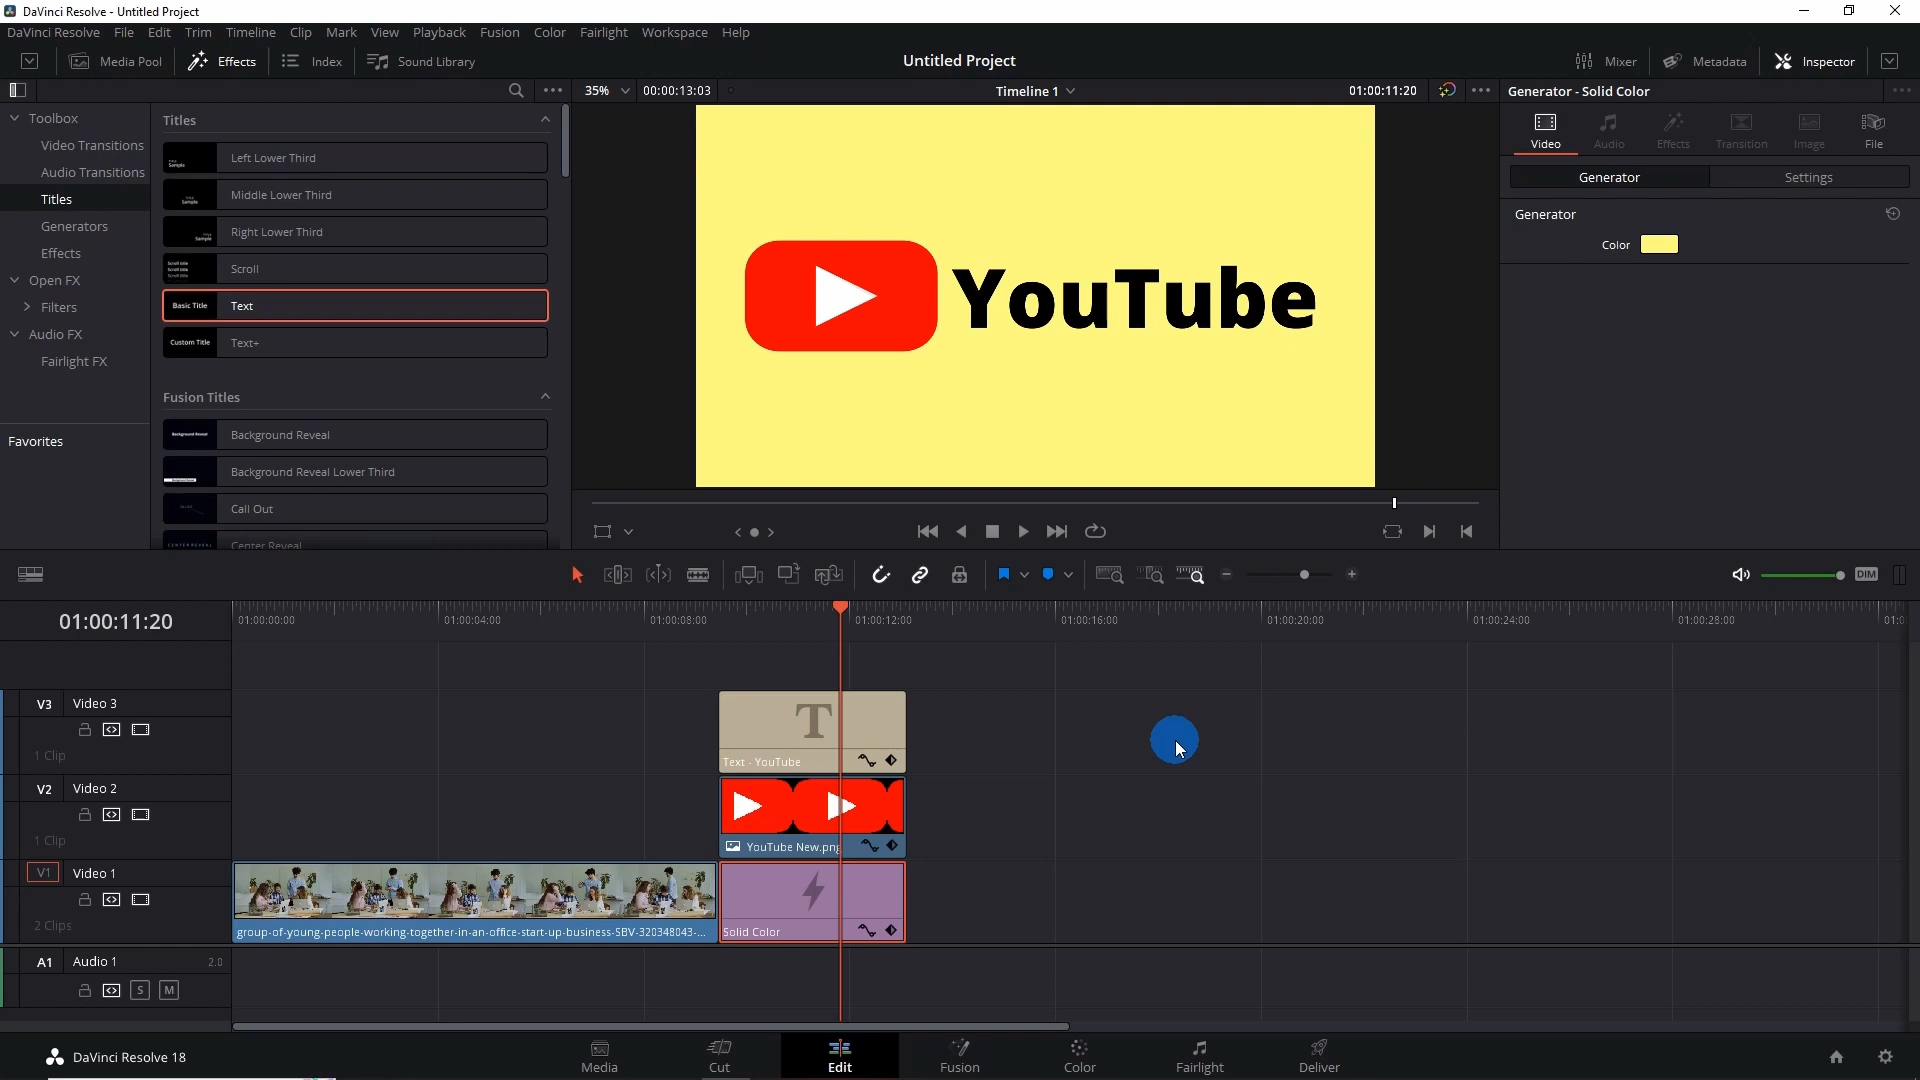 DaVinci Resolve - Untitled Project
DaVinci Resolve File Edit Trim Timeline Clip Mark View Playback Fusion Color Fairlight Workspace Help
Media Pool Effects Index Sound Library Untitled Project Mixer Metadata Inspector
35% 00:00:13:03 Timeline 1 01:00:11:20 Generator - Solid Color
Toolbox
Video Transitions
Audio Transitions
Titles
Generators
Effects
Open FX
Filters
Audio FX
Fairlight FX
Favorites
Titles
Left Lower Third
Middle Lower Third
Right Lower Third
Scroll
Basic Title Text
Custom Title Text+
Fusion Titles
Background Reveal Background Reveal
Background Reveal Lower Third
Call Out
CENTER REVEAL Center Reveal
YouTube
Video Audio Effects Transition Image File
Generator Settings
Generator
Color
DIM
01:00:11:20
01:00:00:00 01:00:04:00 01:00:08:00 01:00:12:00 01:00:16:00 01:00:20:00 01:00:24:00 01:00:28:00
V3 Video 3
1 Clip
T
Text - YouTube
V2 Video 2
1 Clip
YouTube New.png
V1 Video 1
2 Clips
group-of-young-people-working-together-in-an-office-start-up-business-SBV-320348043-...
Solid Color
A1 Audio 1 2.0
S M
DaVinci Resolve 18 Media Cut Edit Fusion Color Fairlight Deliver